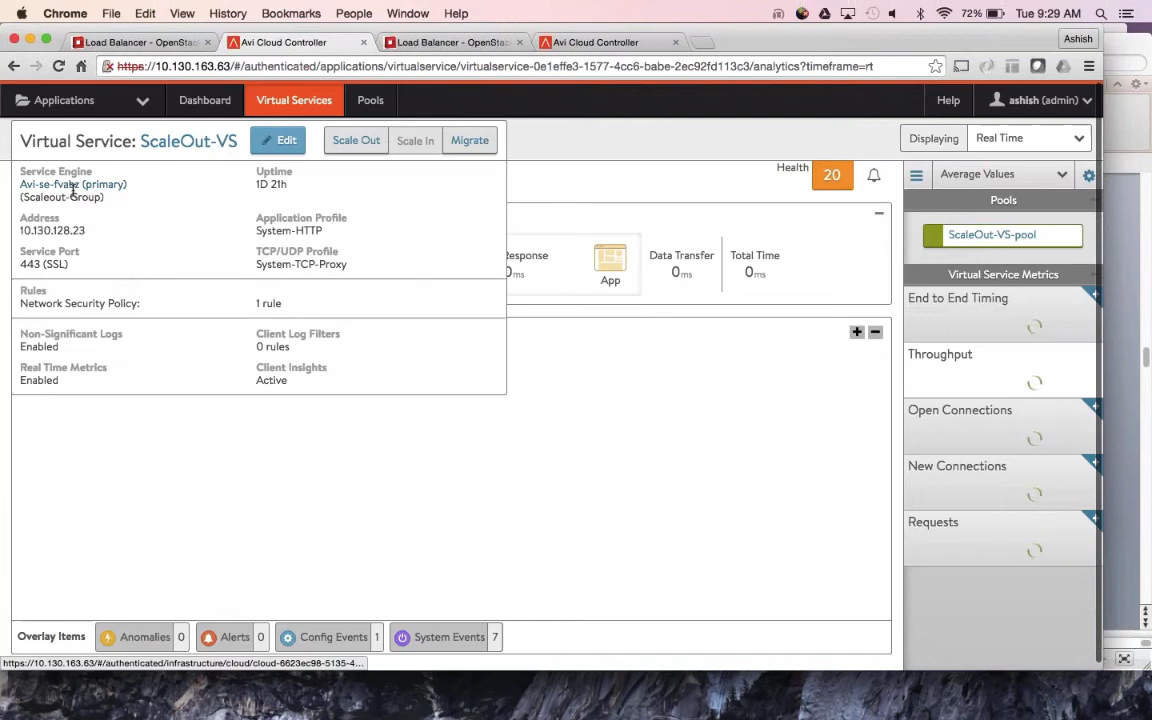 Chrome File Edit View History Bookmarks People Window Help 72% Tue 9:29 AM
Load Balancer - OpenStac Avi Cloud Controller Load Balancer - OpenStac Avi Cloud Controller Ashish
https://10.130.163.63/#/authenticated/applications/virtualservice/virtualservice-0e1effe3-1577-4cc6-babe-2ec92fd113c3/analytics?timeframe=rt
Applications Dashboard Virtual Services Pools Help ashish (admin)
Virtual Service: ScaleOut-VS Edit Scale Out Scale In Migrate Displaying Real Time
Service Engine Uptime
(primary) 1D 21h
(Scaleout-Group)
Address Application Profile
10.130.128.23 System-HTTP
Service Port TCP/UDP Profile
443 (SSL) System-TCP-Proxy
Rules
Network Security Policy: 1 rule
Non-Significant Logs Client Log Filters
Enabled 0 rules
Real Time Metrics Client Insights
Enabled Active
Health 20
Response App Data Transfer Total Time
0ms 0ms 0ms
Average Values
Pools
ScaleOut-VS-pool
Virtual Service Metrics
End to End Timing
Throughput
Open Connections
New Connections
Requests
Overlay Items Anomalies 0 Alerts 0 Config Events 1 System Events 7
https://10.130.163.63/#/authenticated/infrastructure/cloud/cloud-6623ec98-5135-4...